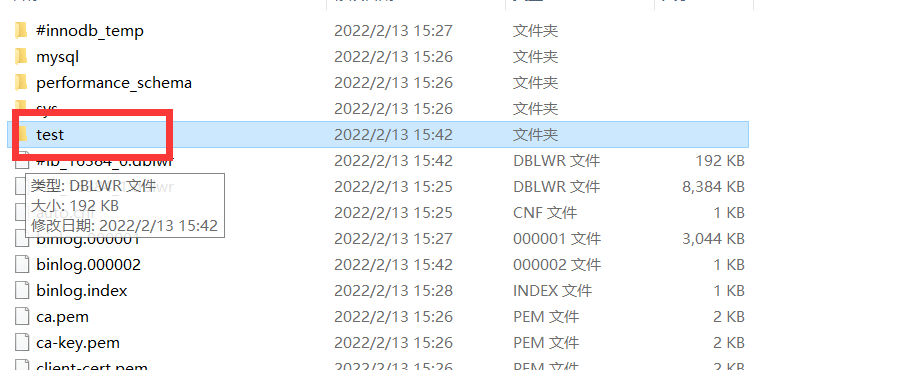 #innodb_temp 2022/2/13 15:27 文件夹
mysql 2022/2/13 15:26 文件夹
performance_schema 2022/2/13 15:26 文件夹
sys 2022/2/13 15:26 文件夹
test 2022/2/13 15:42 文件夹
#ib_16384_0.dblwr 2022/2/13 15:42 DBLWR 文件 192 KB
2022/2/13 15:25 DBLWR 文件 8,384 KB
类型: DBLWR 文件
大小: 192 KB
修改日期: 2022/2/13 15:42
auto.cnf 2022/2/13 15:25 CNF 文件 1 KB
binlog.000001 2022/2/13 15:27 000001 文件 3,044 KB
binlog.000002 2022/2/13 15:42 000002 文件 1 KB
binlog.index 2022/2/13 15:28 INDEX 文件 1 KB
ca.pem 2022/2/13 15:26 PEM 文件 2 KB
ca-key.pem 2022/2/13 15:26 PEM 文件 2 KB
client-cert.pem 2022/2/13 15:26 PEM 文件 2 KB